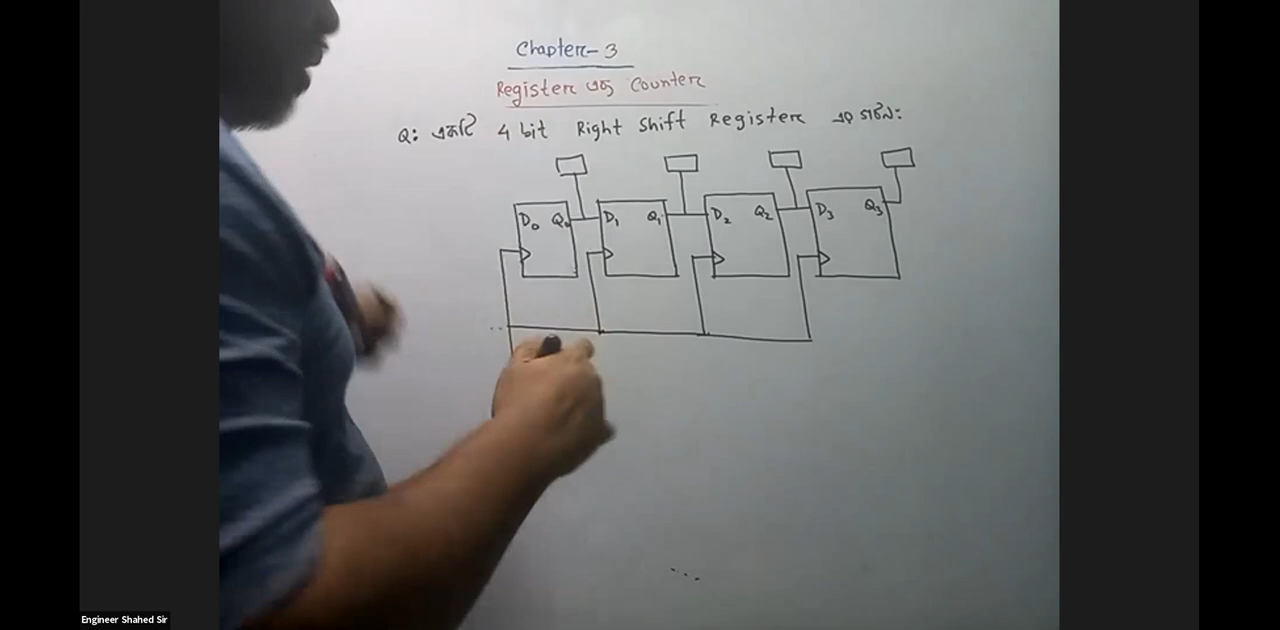 Chapter-3
Register এবং Counter
Q: একটি 4 bit Right Shift Register এর গঠন:
D₀ Q₀ D₁ Q₁ D₂ Q₂ D₃ Q₃
Engineer Shahed Sir